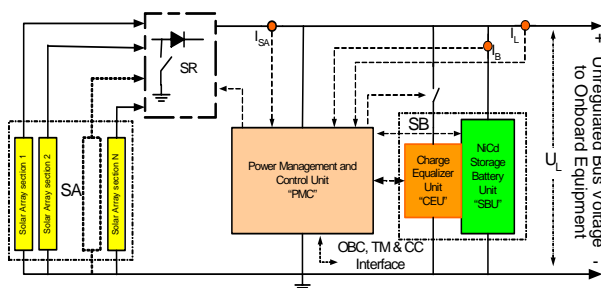 SR
I_SA
I_L
I_B
SA
Solar Array section 1
Solar Array section 2
Solar Array section N
Power Management and
Control Unit
"PMC"
SB
Charge
Equalizer
Unit
"CEU"
NiCd
Storage
Battery
Unit
"SBU"
OBC, TM & CC
Interface
U_L
+ Unregulated Bus Voltage -
to Onboard Equipment